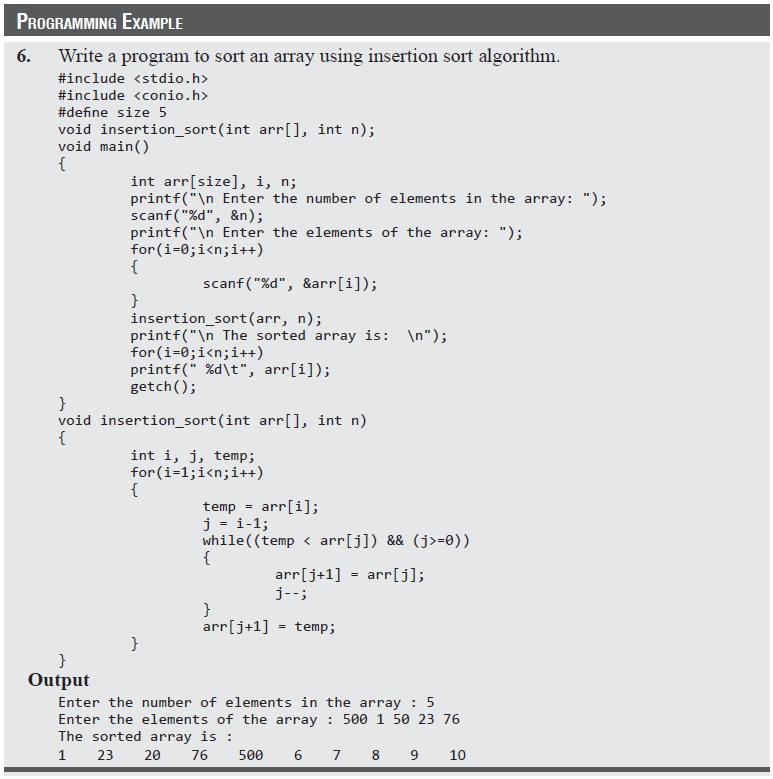 PROGRAMMING EXAMPLE
6. Write a program to sort an array using insertion sort algorithm.
#include <stdio.h>
#include <conio.h>
#define size 5
void insertion_sort(int arr[], int n);
void main()
{
int arr[size], i, n;
printf("\n Enter the number of elements in the array: ");
scanf("%d", &n);
printf("\n Enter the elements of the array: ");
for(i=0;i<n;i++)
{
scanf("%d", &arr[i]);
}
insertion_sort(arr, n);
printf("\n The sorted array is:  \n");
for(i=0;i<n;i++)
printf(" %d\t", arr[i]);
getch();
}
void insertion_sort(int arr[], int n)
{
int i, j, temp;
for(i=1;i<n;i++)
{
temp = arr[i];
j = i-1;
while((temp < arr[j]) && (j>=0))
{
arr[j+1] = arr[j];
j--;
}
arr[j+1] = temp;
}
}
Output
Enter the number of elements in the array : 5
Enter the elements of the array : 500 1 50 23 76
The sorted array is :
1 23 20 76 500 6 7 8 9 10